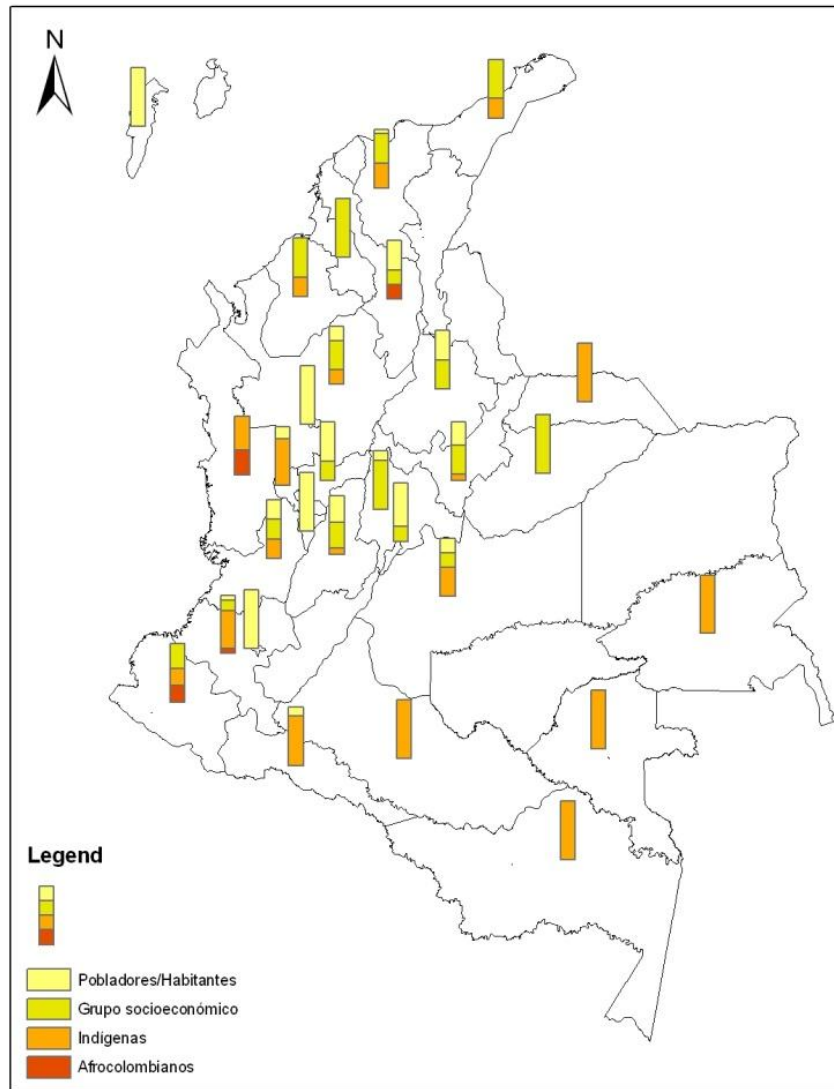 N
Legend
Pobladores/Habitantes
Grupo socioeconómico
Indígenas
Afrocolombianos